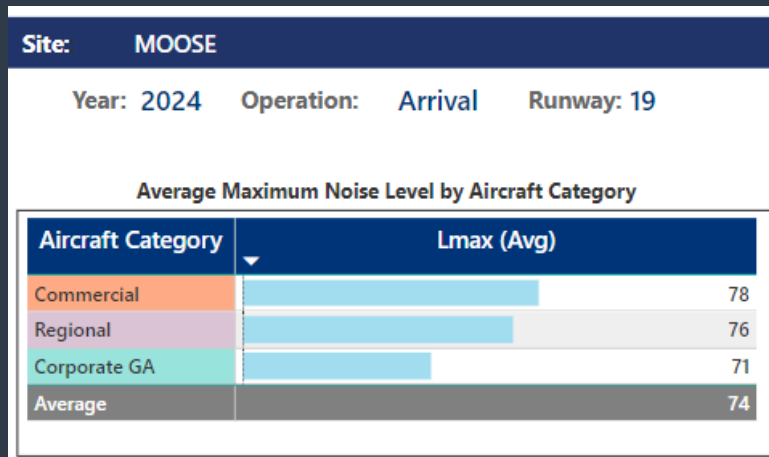 Site: MOOSE
Year: 2024 Operation: Arrival Runway: 19
Average Maximum Noise Level by Aircraft Category
Aircraft Category Lmax (Avg)
Commercial 78
Regional 76
Corporate GA 71
Average 74